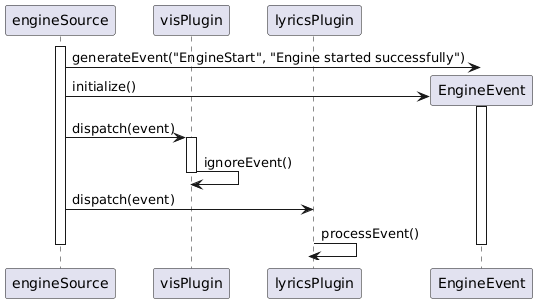 engineSource visPlugin lyricsPlugin
generateEvent("EngineStart", "Engine started successfully")
EngineEvent
initialize()
dispatch(event)
ignoreEvent()
dispatch(event)
processEvent()
engineSource visPlugin lyricsPlugin EngineEvent